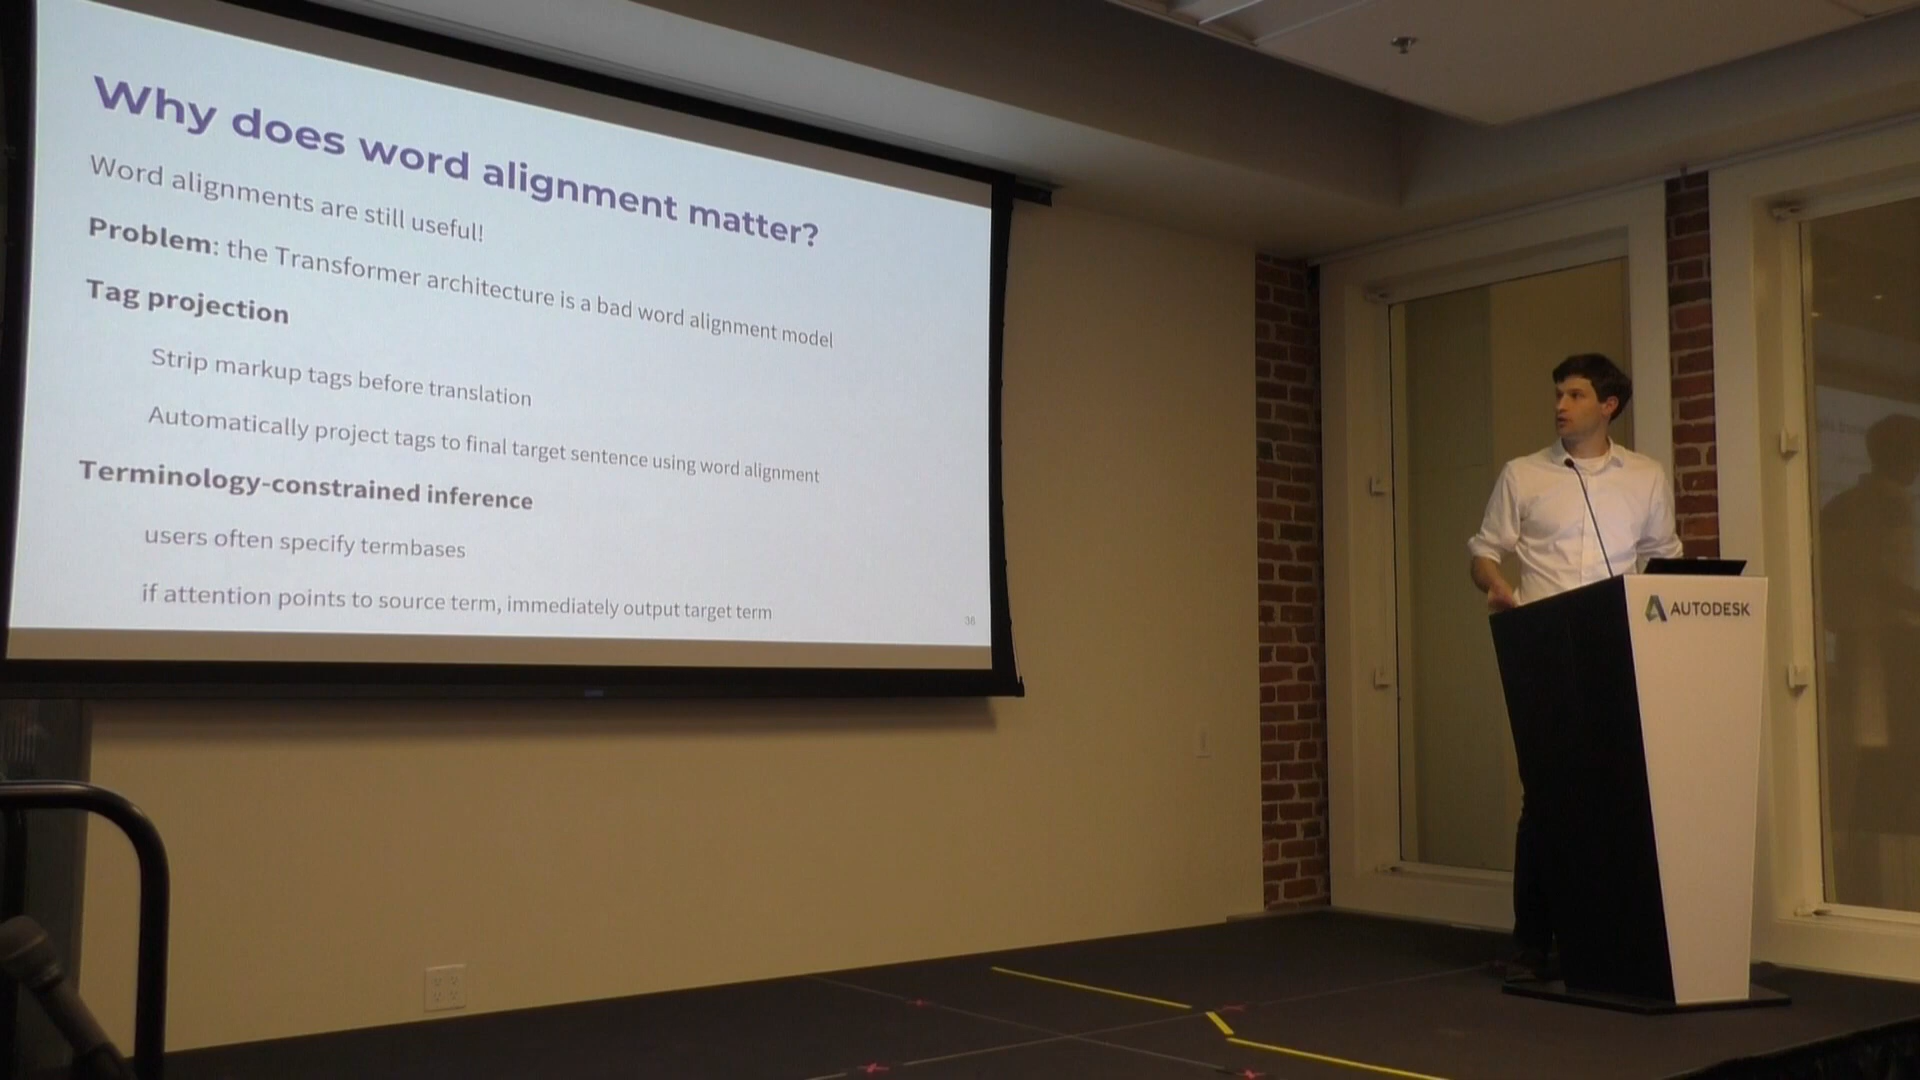 Why does word alignment matter?
Word alignments are still useful!
Problem: the Transformer architecture is a bad word alignment model
Tag projection
Strip markup tags before translation
Automatically project tags to final target sentence using word alignment
Terminology-constrained inference
users often specify termbases
if attention points to source term, immediately output target term
38
AUTODESK